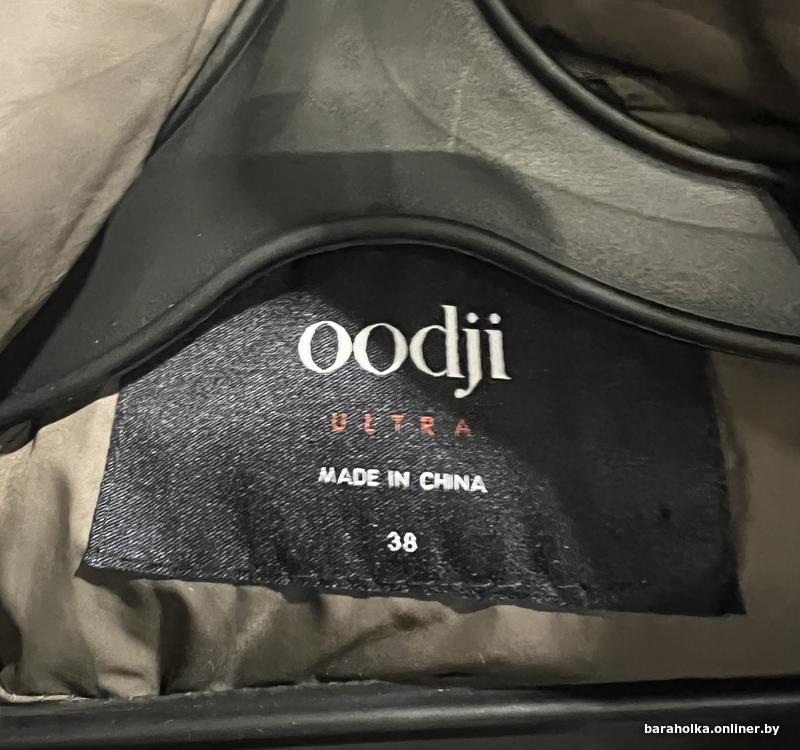 oodji
ULTRA
MADE IN CHINA
38
baraholka.onliner.by